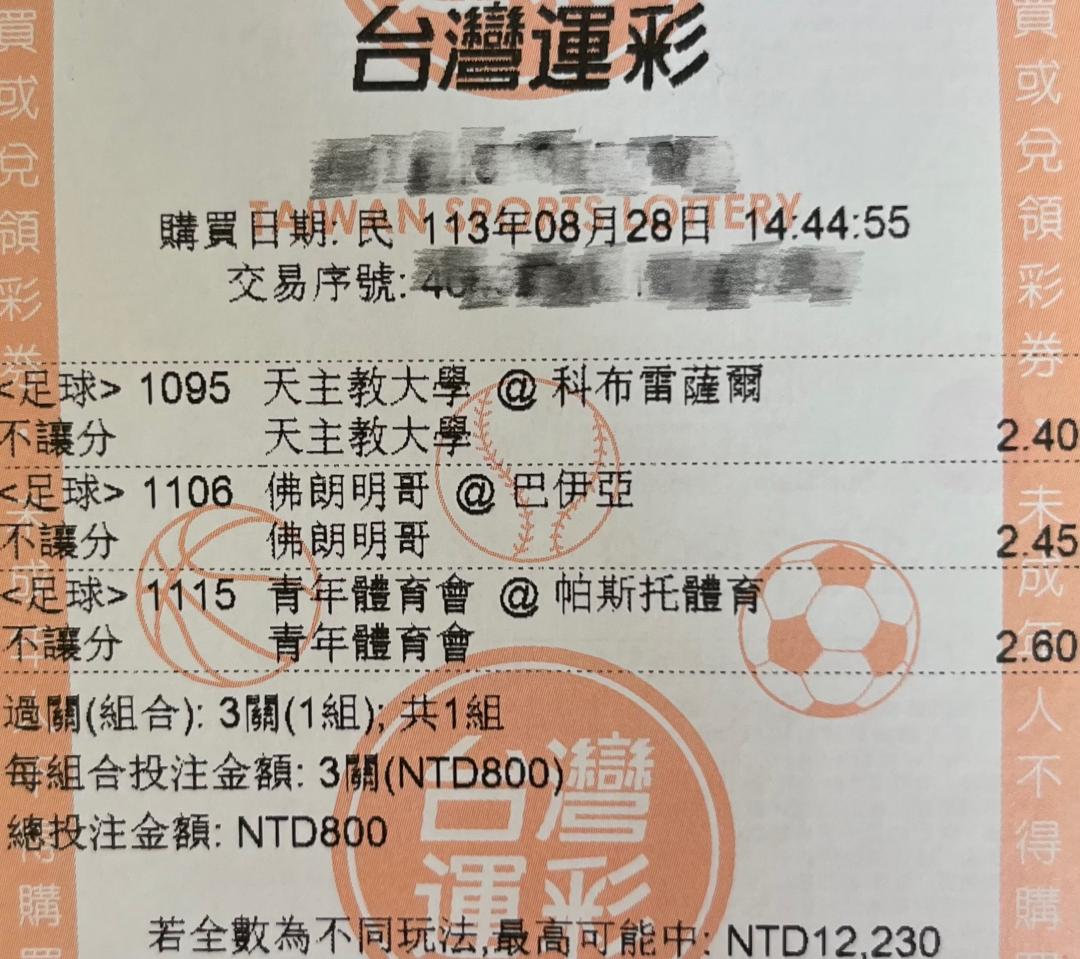 台灣運彩
TAIWAN SPORTS LOTTERY
購買日期: 民 113年08月28日 14:44:55
交易序號:
<足球> 1095 天主教大學 @ 科布雷薩爾
不讓分 天主教大學 2.40
<足球> 1106 佛朗明哥 @ 巴伊亞
不讓分 佛朗明哥 2.45
<足球> 1115 青年體育會 @ 帕斯托體育
不讓分 青年體育會 2.60
過關(組合): 3關(1組); 共1組
每組合投注金額: 3關(NTD800)
總投注金額: NTD800
台灣
運彩
若全數為不同玩法,最高可能中: NTD12,230
買或兌領彩券
未成年人不得購買
買或兌領彩券
未成年人不得購